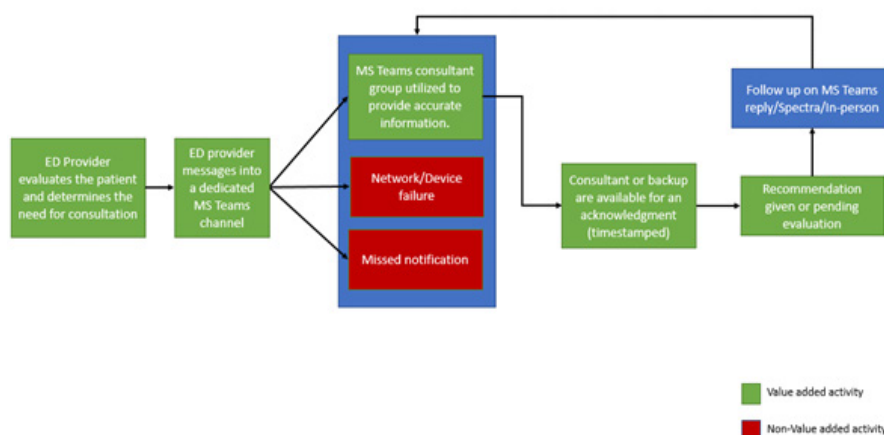 ED Provider
evaluates the patient
and determines the
need for consultation
ED provider
messages into
a dedicated
MS Teams
channel
MS Teams consultant
group utilized to
provide accurate
information.
Network/Device
failure
Missed notification
Consultant or backup
are available for an
acknowledgment
(timestamped)
Recommendation
given or pending
evaluation
Follow up on MS Teams
reply/Spectra/In-person
Value added activity
Non-Value added activity